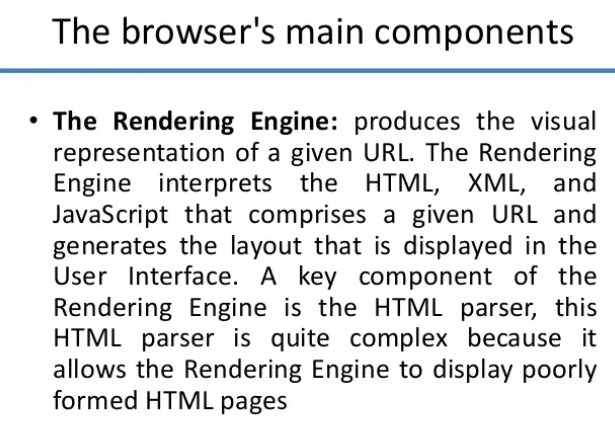 The browser's main components
• The Rendering Engine: produces the visual
representation of a given URL. The Rendering
Engine interprets the HTML, XML, and
JavaScript that comprises a given URL and
generates the layout that is displayed in the
User Interface. A key component of the
Rendering Engine is the HTML parser, this
HTML parser is quite complex because it
allows the Rendering Engine to display poorly
formed HTML pages